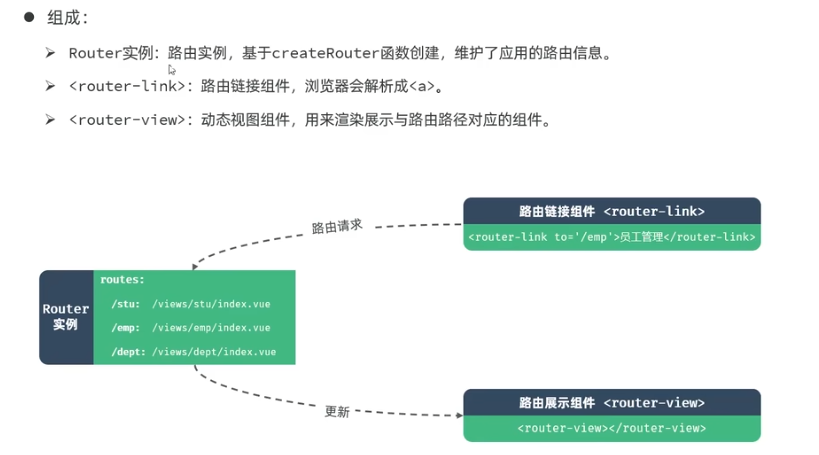 组成：
Router实例：路由实例，基于createRouter函数创建，维护了应用的路由信息。
<router-link>：路由链接组件，浏览器会解析成<a>。
<router-view>：动态视图组件，用来渲染展示与路由路径对应的组件。
路由链接组件 <router-link>
<router-link to='/emp'>员工管理</router-link>
路由请求
Router
实例
routes:
/stu: /views/stu/index.vue
/emp: /views/emp/index.vue
/dept: /views/dept/index.vue
更新
路由展示组件 <router-view>
<router-view></router-view>